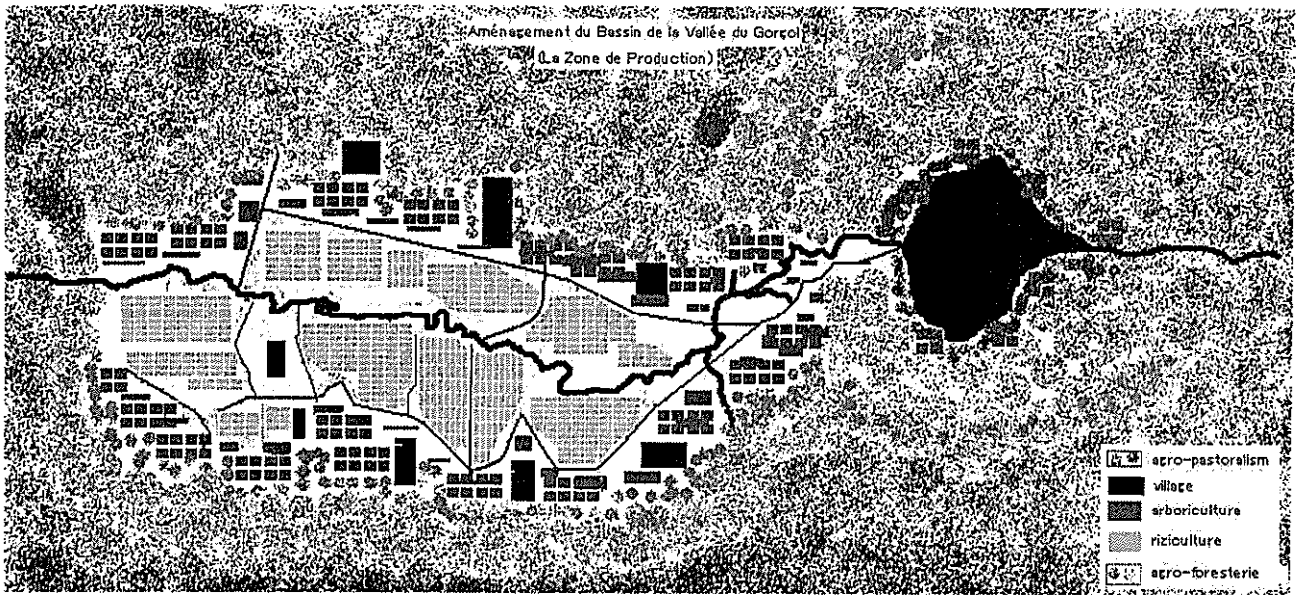 Aménagement du Bassin de la Vallée du Gorgol
(La Zone de Production)
agro-pastoralism
village
arboriculture
riziculture
agro-foresterie